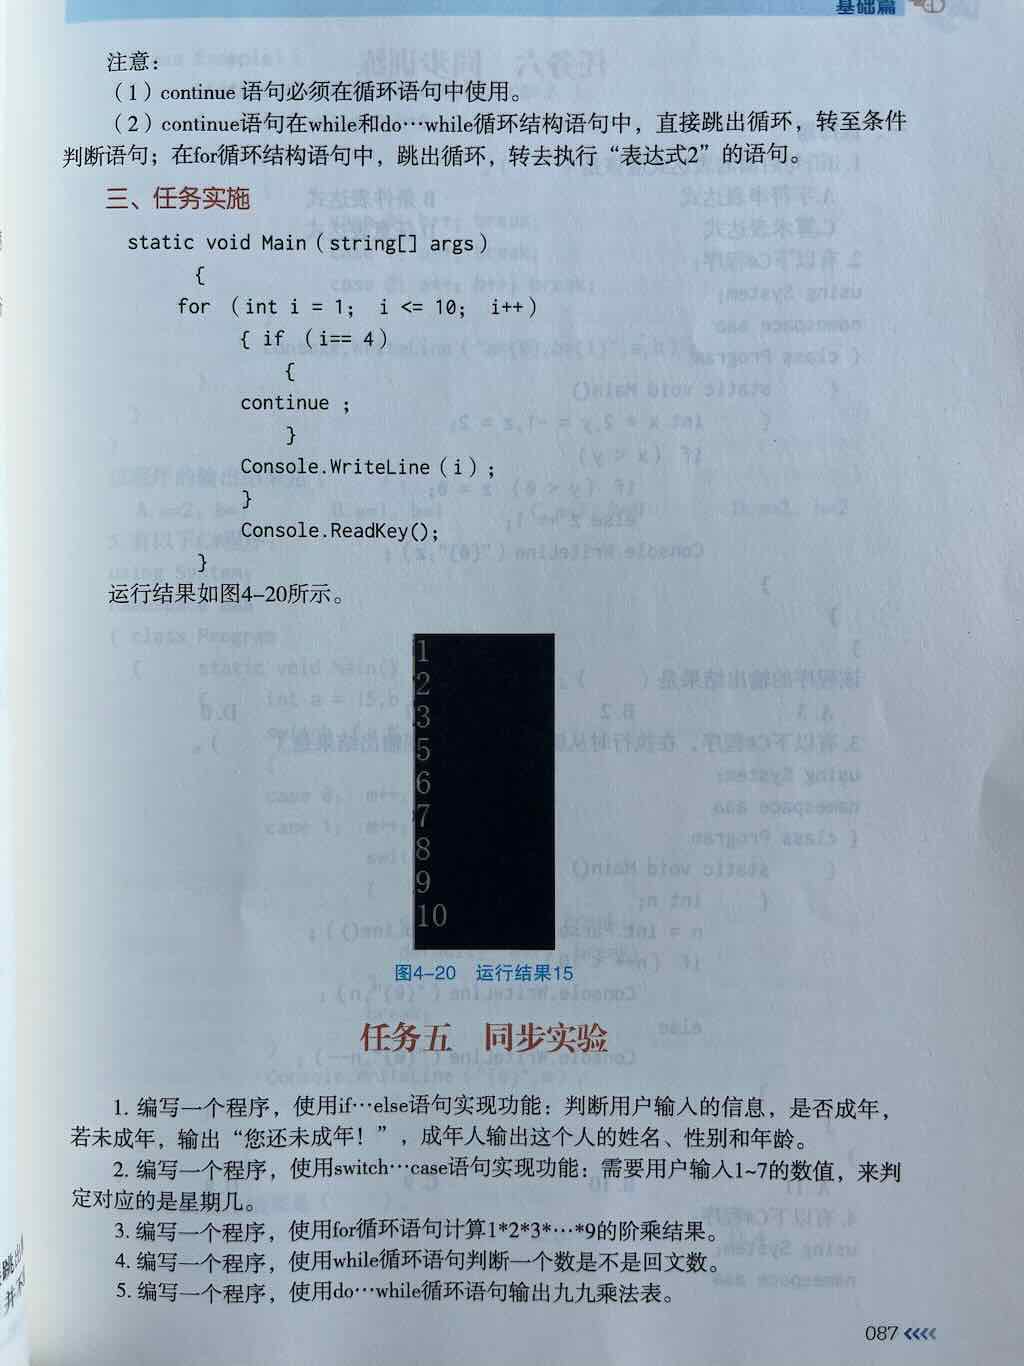 基础篇
注意：
（1）continue 语句必须在循环语句中使用。
（2）continue语句在while和do…while循环结构语句中，直接跳出循环，转至条件
判断语句；在for循环结构语句中，跳出循环，转去执行“表达式2”的语句。
三、任务实施
static void Main（string[] args）
{
for （int i = 1； i <= 10； i++）
{ if （i== 4）
{
continue ；
}
Console.WriteLine（i）；
}
Console.ReadKey()；
}
运行结果如图4-20所示。
1
2
3
5
6
7
8
9
10
图4-20 运行结果15
任务五 同步实验
1. 编写一个程序，使用if…else语句实现功能：判断用户输入的信息，是否成年，
若未成年，输出“您还未成年！”，成年人输出这个人的姓名、性别和年龄。
2. 编写一个程序，使用switch…case语句实现功能：需要用户输入1~7的数值，来判
定对应的是星期几。
3. 编写一个程序，使用for循环语句计算1*2*3*…*9的阶乘结果。
4. 编写一个程序，使用while循环语句判断一个数是不是回文数。
5. 编写一个程序，使用do…while循环语句输出九九乘法表。
087